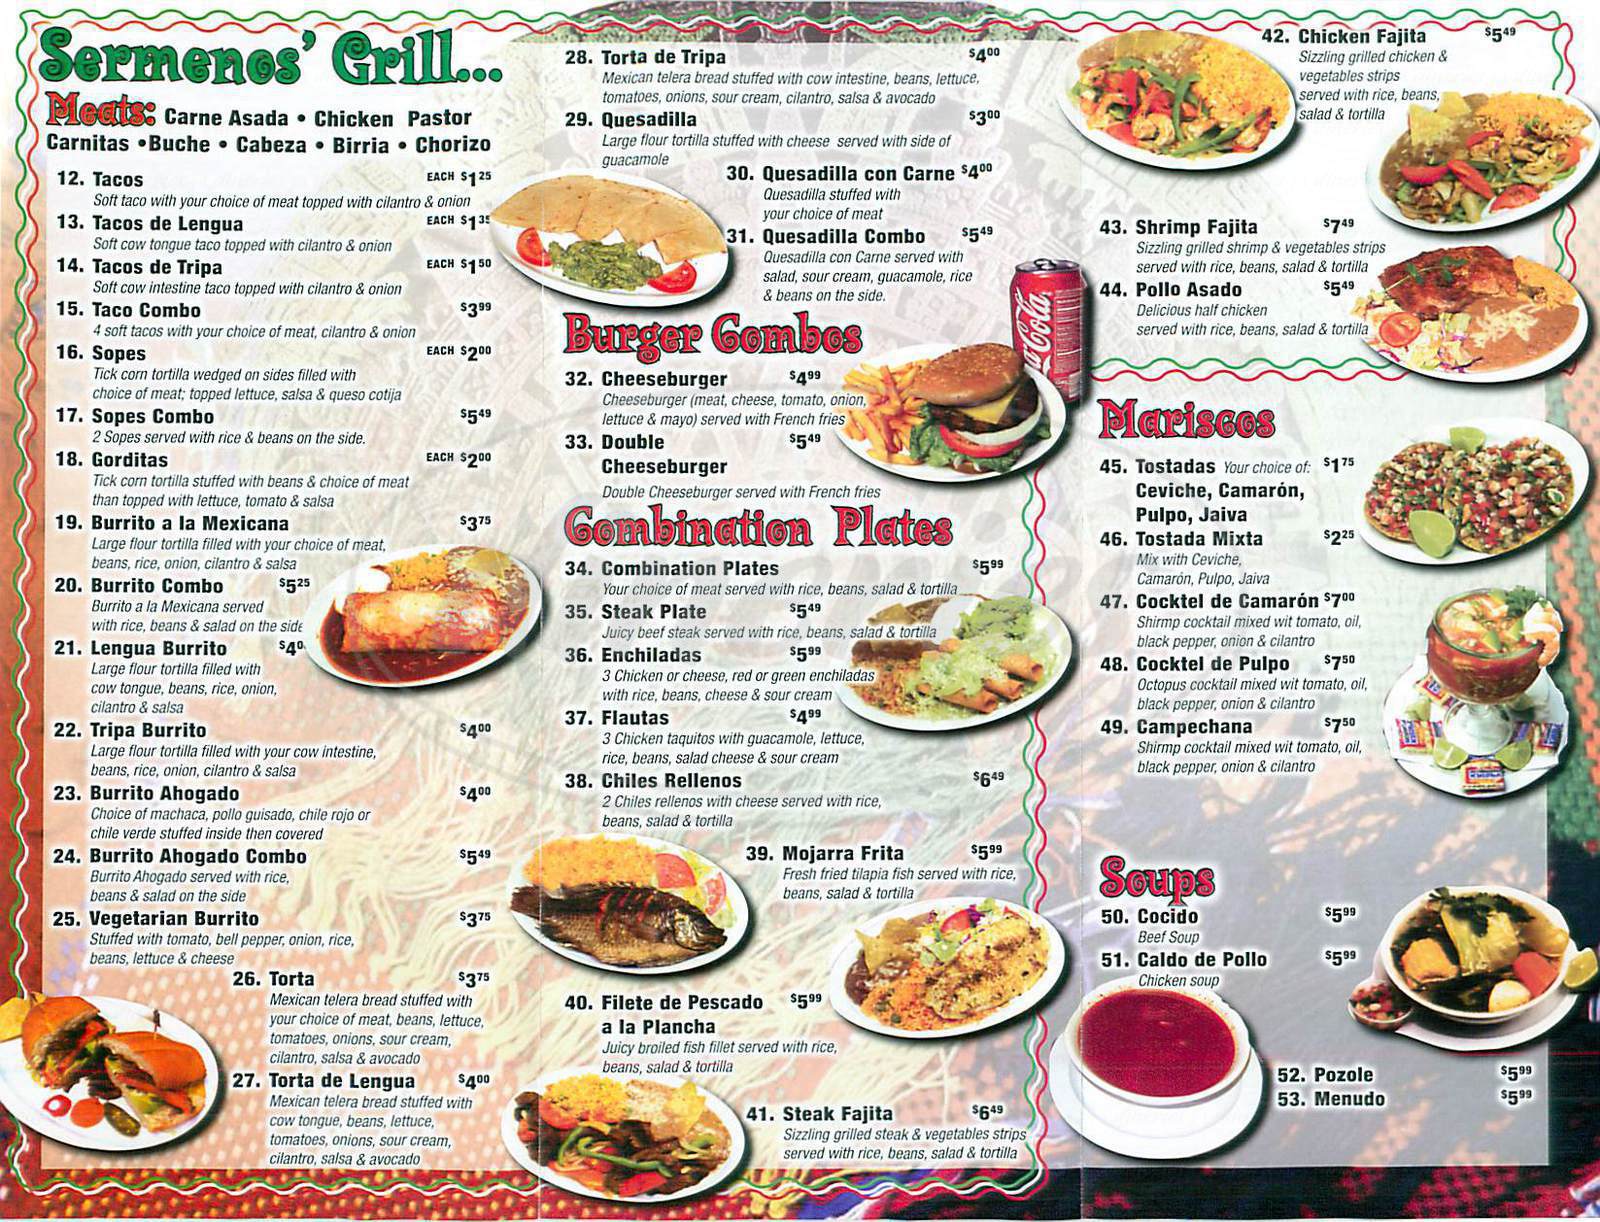 Sermenos' Grill...
Meats: Carne Asada • Chicken Pastor
Carnitas •Buche • Cabeza • Birria • Chorizo
12. Tacos EACH $1.25
Soft taco with your choice of meat topped with cilantro & onion
13. Tacos de Lengua EACH $1.35
Soft cow tongue taco topped with cilantro & onion
14. Tacos de Tripa EACH $1.50
Soft cow intestine taco topped with cilantro & onion
15. Taco Combo $3.99
4 soft tacos with your choice of meat, cilantro & onion
16. Sopes EACH $2.00
Tick corn tortilla wedged on sides filled with
choice of meat; topped lettuce, salsa & queso cotija
17. Sopes Combo $5.49
2 Sopes served with rice & beans on the side.
18. Gorditas EACH $2.00
Tick corn tortilla stuffed with beans & choice of meat
than topped with lettuce, tomato & salsa
19. Burrito a la Mexicana $3.75
Large flour tortilla filled with your choice of meat,
beans, rice, onion, cilantro & salsa
20. Burrito Combo $5.25
Burrito a la Mexicana served
with rice, beans & salad on the side
21. Lengua Burrito $4.0
Large flour tortilla filled with
cow tongue, beans, rice, onion,
cilantro & salsa
22. Tripa Burrito $4.00
Large flour tortilla filled with your cow intestine,
beans, rice, onion, cilantro & salsa
23. Burrito Ahogado $4.00
Choice of machaca, pollo guisado, chile rojo or
chile verde stuffed inside then covered
24. Burrito Ahogado Combo $5.49
Burrito Ahogado served with rice,
beans & salad on the side
25. Vegetarian Burrito $3.75
Stuffed with tomato, bell pepper, onion, rice,
beans, lettuce & cheese
26. Torta $3.75
Mexican telera bread stuffed with
your choice of meat, beans, lettuce,
tomatoes, onions, sour cream,
cilantro, salsa & avocado
27. Torta de Lengua $4.00
Mexican telera bread stuffed with
cow tongue, beans, lettuce,
tomatoes, onions, sour cream,
cilantro, salsa & avocado
28. Torta de Tripa $4.00
Mexican telera bread stuffed with cow intestine, beans, lettuce,
tomatoes, onions, sour cream, cilantro, salsa & avocado
29. Quesadilla $3.00
Large flour tortilla stuffed with cheese served with side of
guacamole
30. Quesadilla con Carne $4.00
Quesadilla stuffed with
your choice of meat
31. Quesadilla Combo $5.49
Quesadilla con Carne served with
salad, sour cream, guacamole, rice
& beans on the side.
Coca-Cola
Burger Combos
32. Cheeseburger $4.99
Cheeseburger (meat, cheese, tomato, onion,
lettuce & mayo) served with French fries
33. Double $5.49
Cheeseburger
Double Cheeseburger served with French fries
Combination Plates
34. Combination Plates $5.99
Your choice of meat served with rice, beans, salad & tortilla
35. Steak Plate $5.49
Juicy beef steak served with rice, beans, salad & tortilla
36. Enchiladas $5.99
3 Chicken or cheese, red or green enchiladas
with rice, beans, cheese & sour cream
37. Flautas $4.99
3 Chicken taquitos with guacamole, lettuce,
rice, beans, salad cheese & sour cream
38. Chiles Rellenos $6.49
2 Chiles rellenos with cheese served with rice,
beans, salad & tortilla
39. Mojarra Frita $5.99
Fresh fried tilapia fish served with rice,
beans, salad & tortilla
40. Filete de Pescado $5.99
a la Plancha
Juicy broiled fish fillet served with rice,
beans, salad & tortilla
41. Steak Fajita $6.49
Sizzling grilled steak & vegetables strips
served with rice, beans, salad & tortilla
42. Chicken Fajita $5.49
Sizzling grilled chicken &
vegetables strips
served with rice, beans,
salad & tortilla
43. Shrimp Fajita $7.49
Sizzling grilled shrimp & vegetables strips
served with rice, beans, salad & tortilla
44. Pollo Asado $5.49
Delicious half chicken
served with rice, beans, salad & tortilla
Mariscos
45. Tostadas Your choice of: $1.75
Ceviche, Camarón,
Pulpo, Jaiva
46. Tostada Mixta $2.25
Mix with Ceviche,
Camarón, Pulpo, Jaiva
47. Cocktel de Camarón $7.00
Shirmp cocktail mixed wit tomato, oil,
black pepper, onion & cilantro
48. Cocktel de Pulpo $7.50
Octopus cocktail mixed wit tomato, oil,
black pepper, onion & cilantro
49. Campechana $7.50
Shirmp cocktail mixed wit tomato, oil,
black pepper, onion & cilantro
Soups
50. Cocido $5.99
Beef Soup
51. Caldo de Pollo $5.99
Chicken soup
52. Pozole $5.99
53. Menudo $5.99